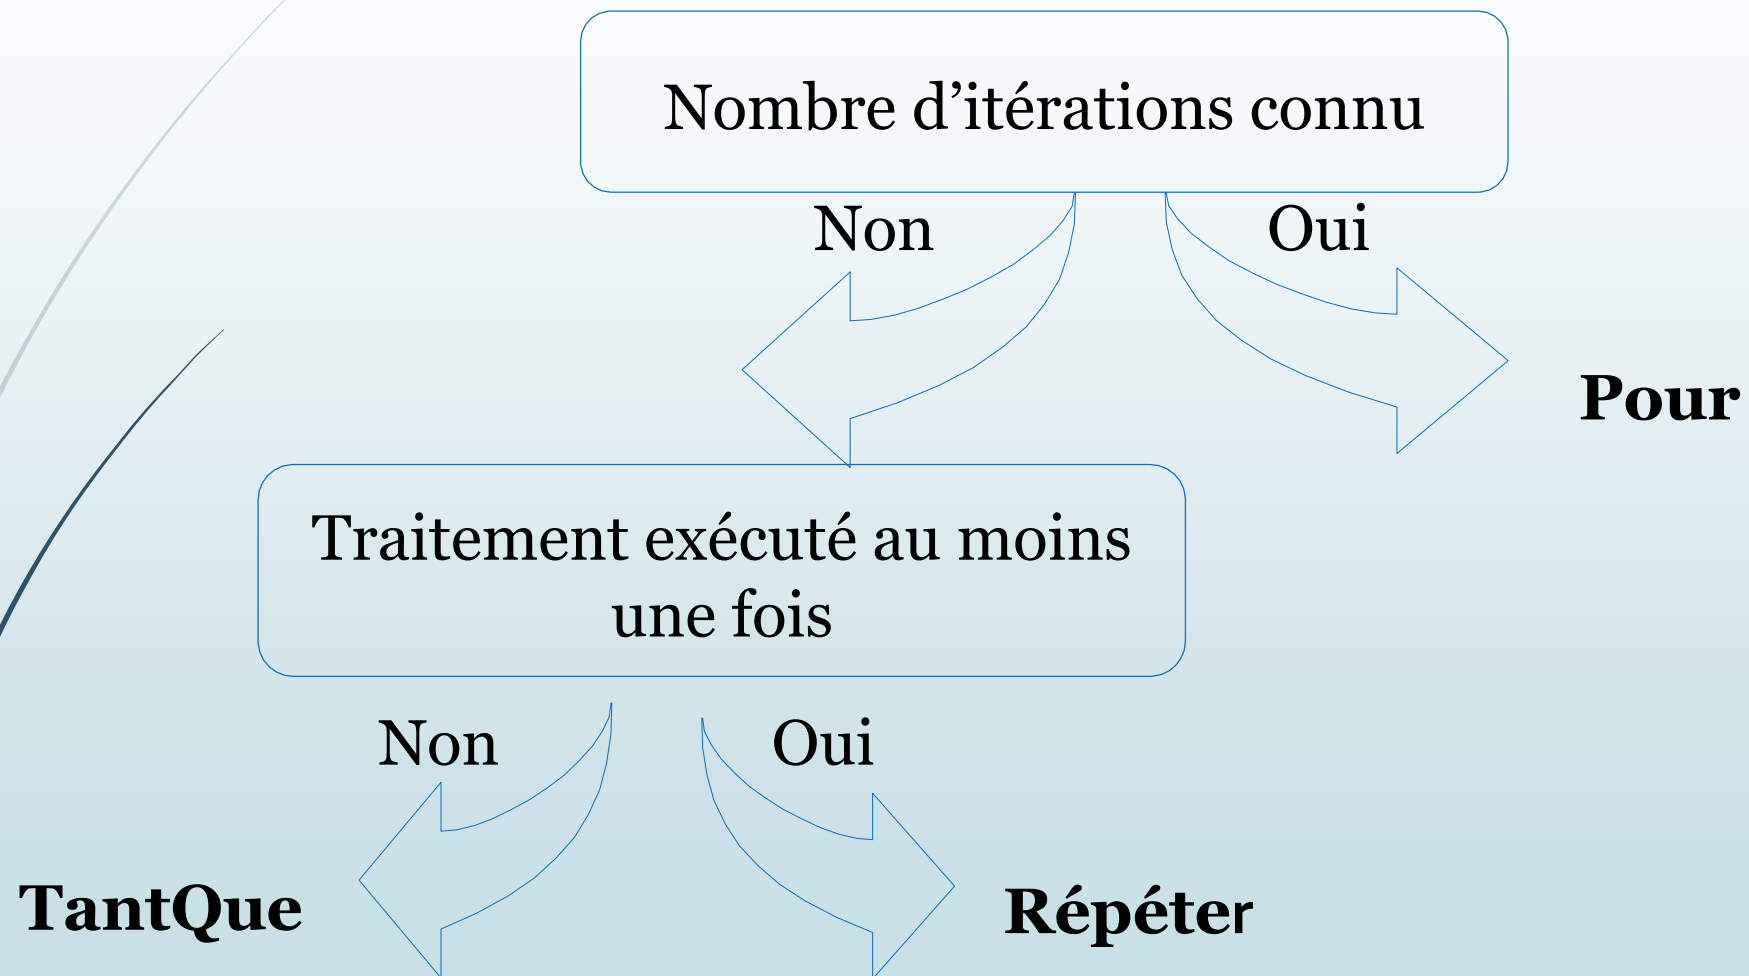 Nombre d’itérations connu
Non
Oui
Pour
Traitement exécuté au moins
une fois
Non
Oui
TantQue
Répéter